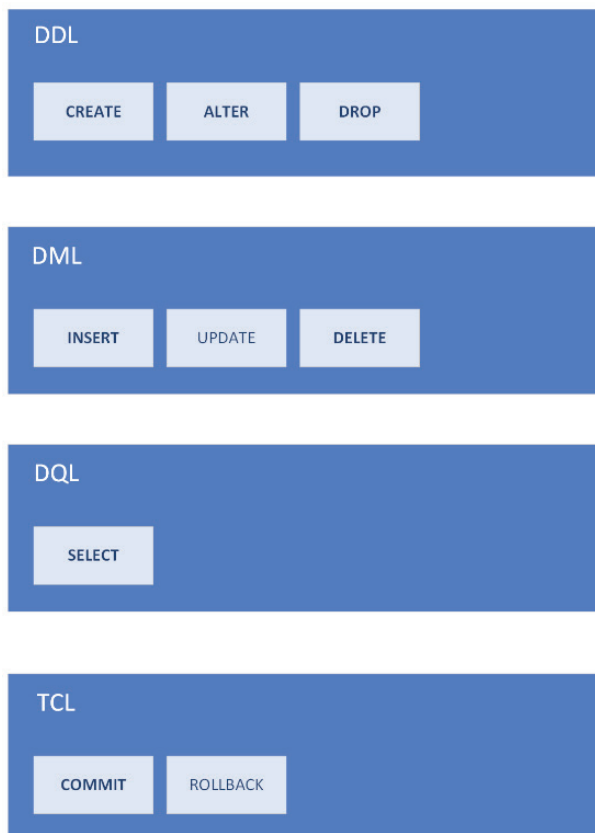 DDL
CREATE ALTER DROP
DML
INSERT UPDATE DELETE
DQL
SELECT
TCL
COMMIT ROLLBACK